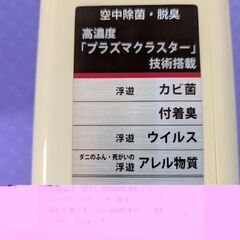 空中除菌・脱臭
高濃度
「プラズマクラスター」
技術搭載
浮遊 カビ菌
付着臭
浮遊 ウイルス
ダニのふん・死がいの浮遊 アレル物質